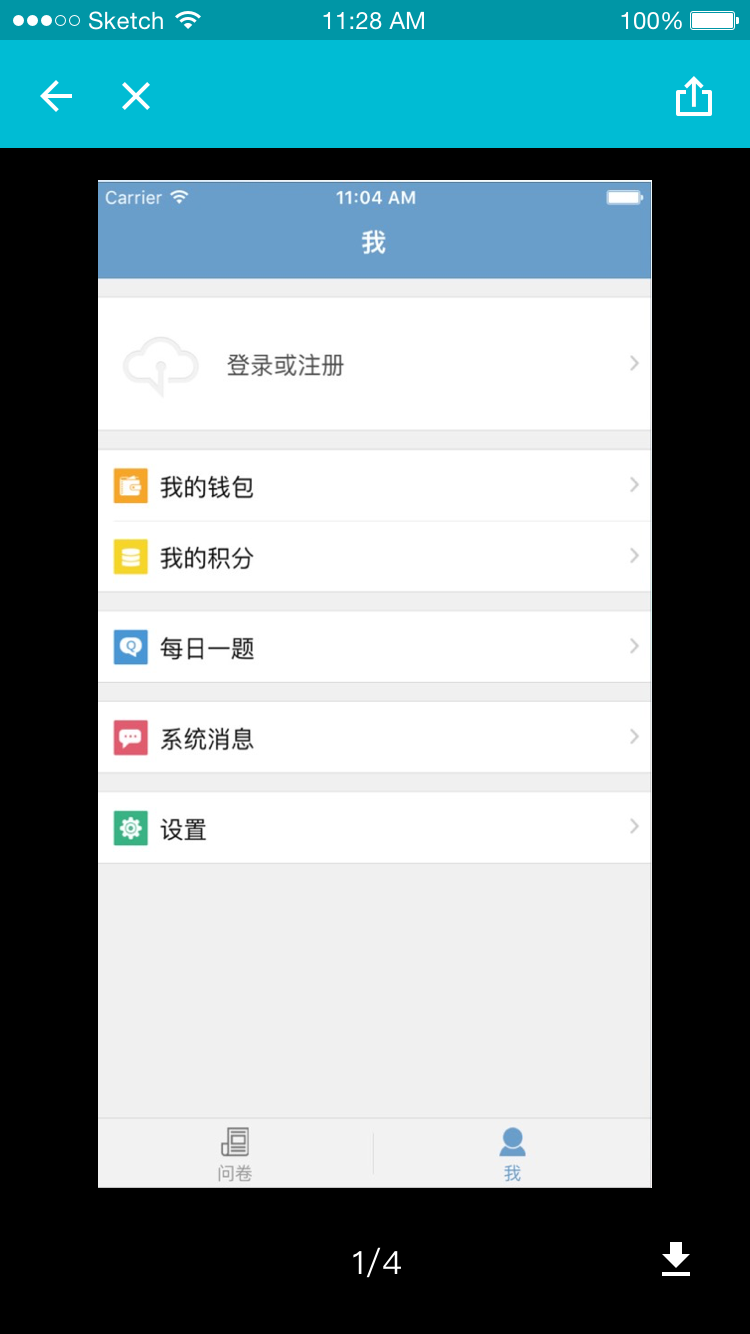 Sketch 11:28 AM 100%
Carrier 11:04 AM
我
登录或注册
我的钱包
我的积分
每日一题
系统消息
设置
问卷 我
1/4